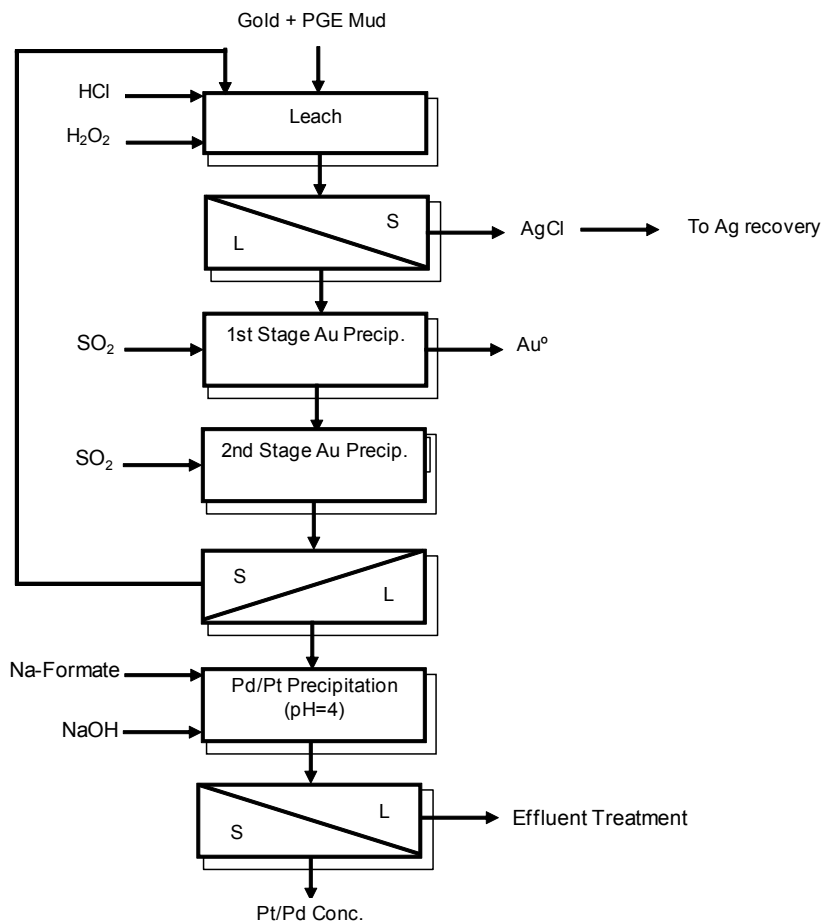 Gold + PGE Mud
HCl
H₂O₂
Leach
S
L
AgCl
To Ag recovery
SO₂
1st Stage Au Precip.
Auº
SO₂
2nd Stage Au Precip.
S
L
Na-Formate
NaOH
Pd/Pt Precipitation
(pH=4)
L
S
Effluent Treatment
Pt/Pd Conc.